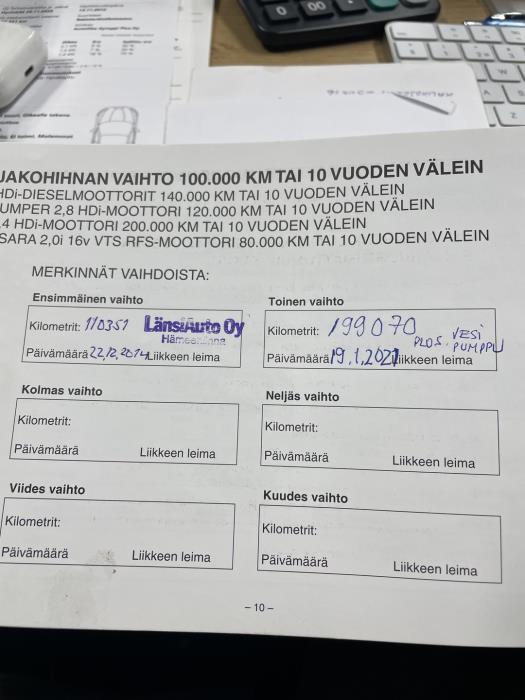 0
00
JAKOHIHNAN VAIHTO 100.000 KM TAI 10 VUODEN VÄLEIN
HDi-DIESELMOOTTORIT 140.000 KM TAI 10 VUODEN VÄLEIN
UMPER 2,8 HDi-MOOTTORI 120.000 KM TAI 10 VUODEN VÄLEIN
.4 HDi-MOOTTORI 200.000 KM TAI 10 VUODEN VÄLEIN
SARA 2,0i 16v VTS RFS-MOOTTORI 80.000 KM TAI 10 VUODEN VÄLEIN
MERKINNÄT VAIHDOISTA:
Ensimmäinen vaihto
Kilometrit: 110351 LänsiAuto Oy
Hämeenlinna
Päivämäärä 22,12,2014 Liikkeen leima
Toinen vaihto
Kilometrit: 199070
PLOS. VESI
PUMPPU
Päivämäärä 19,1,2021 Liikkeen leima
Kolmas vaihto
Kilometrit:
Päivämäärä Liikkeen leima
Neljäs vaihto
Kilometrit:
Päivämäärä Liikkeen leima
Viides vaihto
Kilometrit:
Päivämäärä Liikkeen leima
Kuudes vaihto
Kilometrit:
Päivämäärä Liikkeen leima
– 10 –